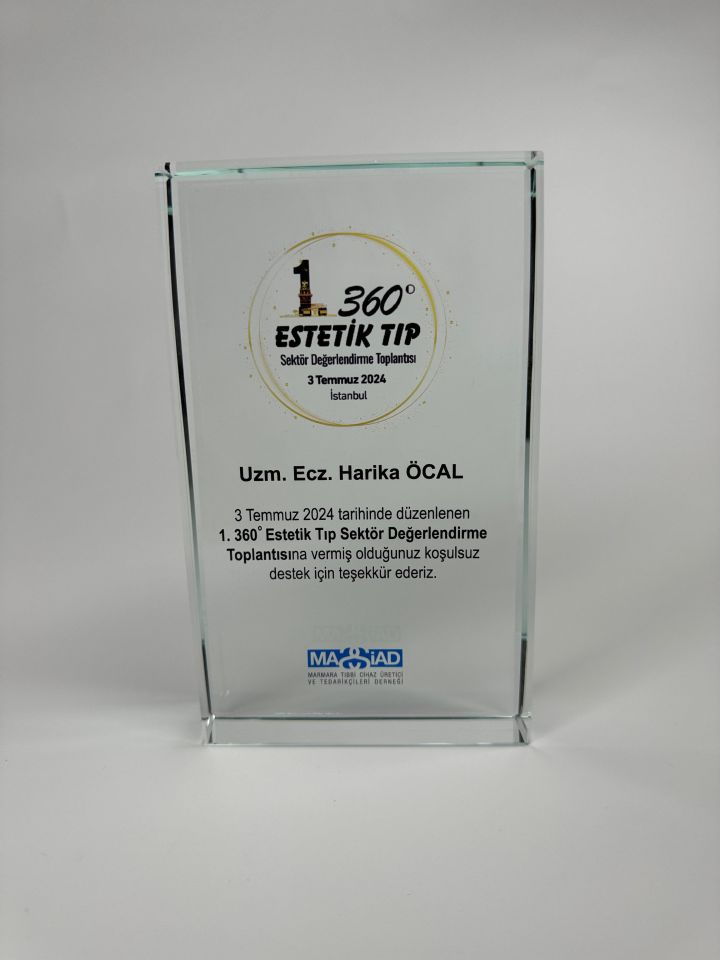 1. 360°
ESTETİK TIP
Sektör Değerlendirme Toplantısı
3 Temmuz 2024
İstanbul
Uzm. Ecz. Harika ÖCAL
3 Temmuz 2024 tarihinde düzenlenen
1. 360° Estetik Tıp Sektör Değerlendirme
Toplantısına vermiş olduğunuz koşulsuz
destek için teşekkür ederiz.
MASİAD
MARMARA TIBBİ CİHAZ ÜRETİCİ
VE TEDARİKÇİLERİ DERNEĞİ